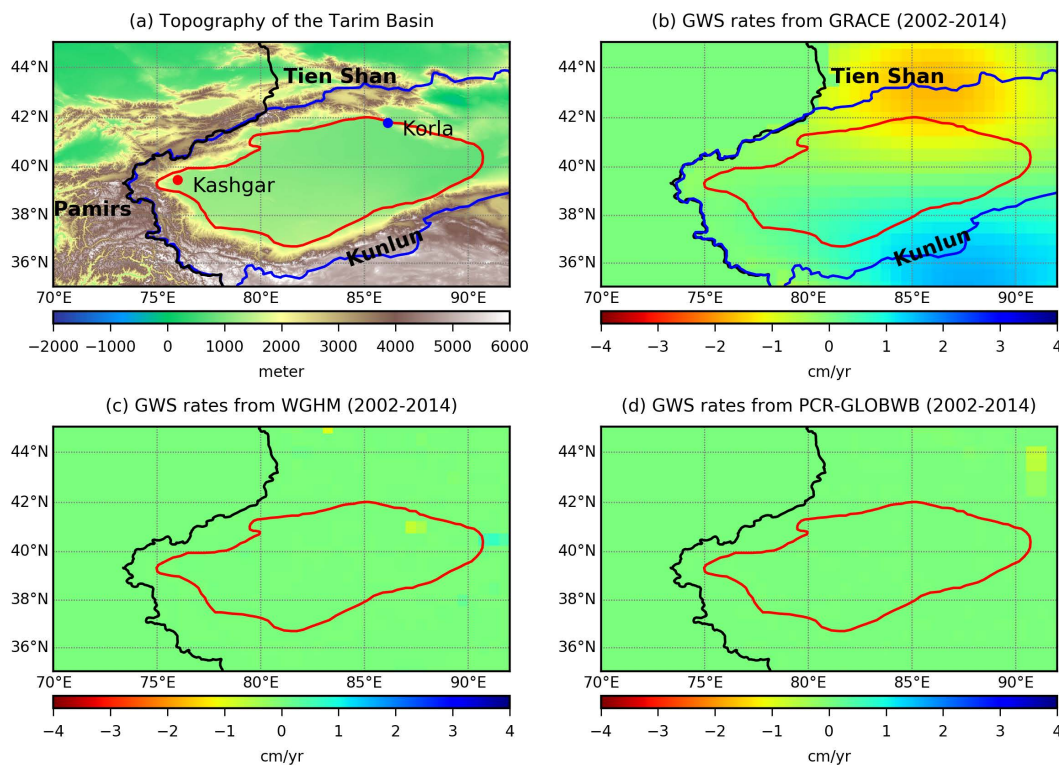 (a) Topography of the Tarim Basin
44°N
42°N
40°N
38°N
36°N
Tien Shan
Korla
Kashgar
Pamirs
Kunlun
70°E 75°E 80°E 85°E 90°E
−2000 −1000 0 1000 2000 3000 4000 5000 6000
meter
(b) GWS rates from GRACE (2002-2014)
44°N
42°N
40°N
38°N
36°N
Tien Shan
Kunlun
70°E 75°E 80°E 85°E 90°E
−4 −3 −2 −1 0 1 2 3 4
cm/yr
(c) GWS rates from WGHM (2002-2014)
44°N
42°N
40°N
38°N
36°N
70°E 75°E 80°E 85°E 90°E
−4 −3 −2 −1 0 1 2 3 4
cm/yr
(d) GWS rates from PCR-GLOBWB (2002-2014)
44°N
42°N
40°N
38°N
36°N
70°E 75°E 80°E 85°E 90°E
−4 −3 −2 −1 0 1 2 3 4
cm/yr